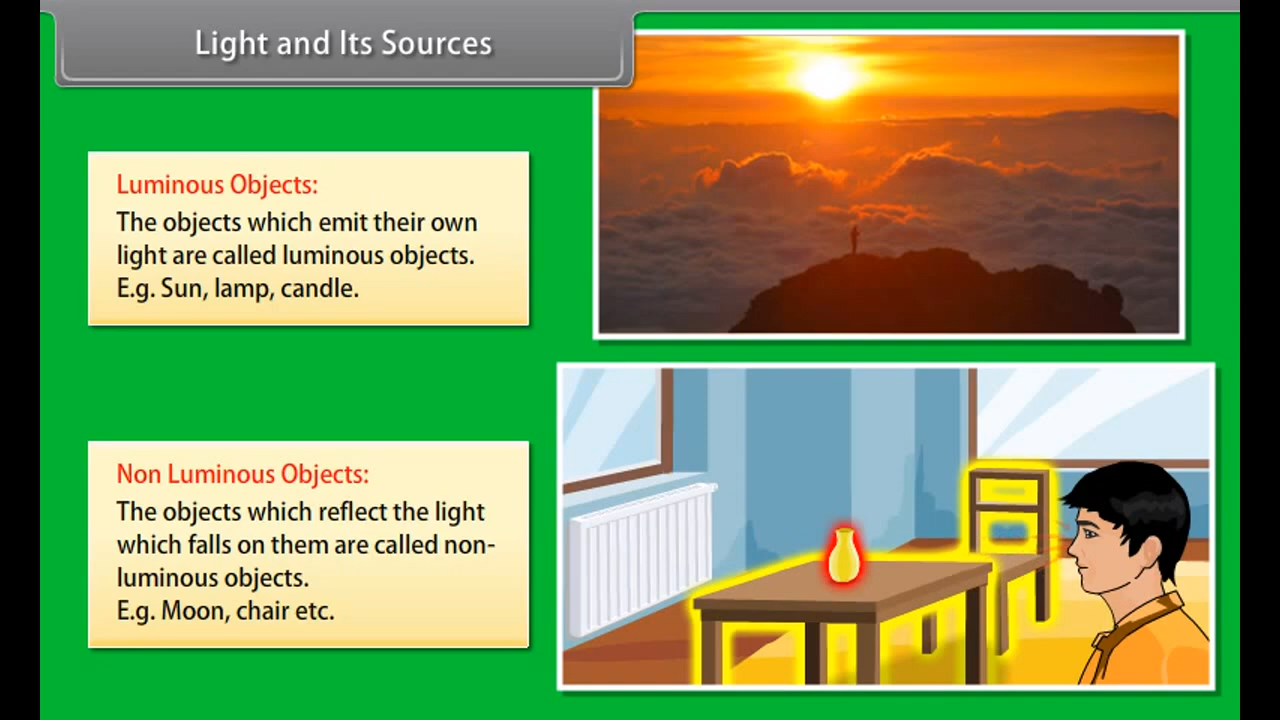 Light and Its Sources
Luminous Objects:
The objects which emit their own
light are called luminous objects.
E.g. Sun, lamp, candle.
Non Luminous Objects:
The objects which reflect the light
which falls on them are called non-
luminous objects.
E.g. Moon, chair etc.